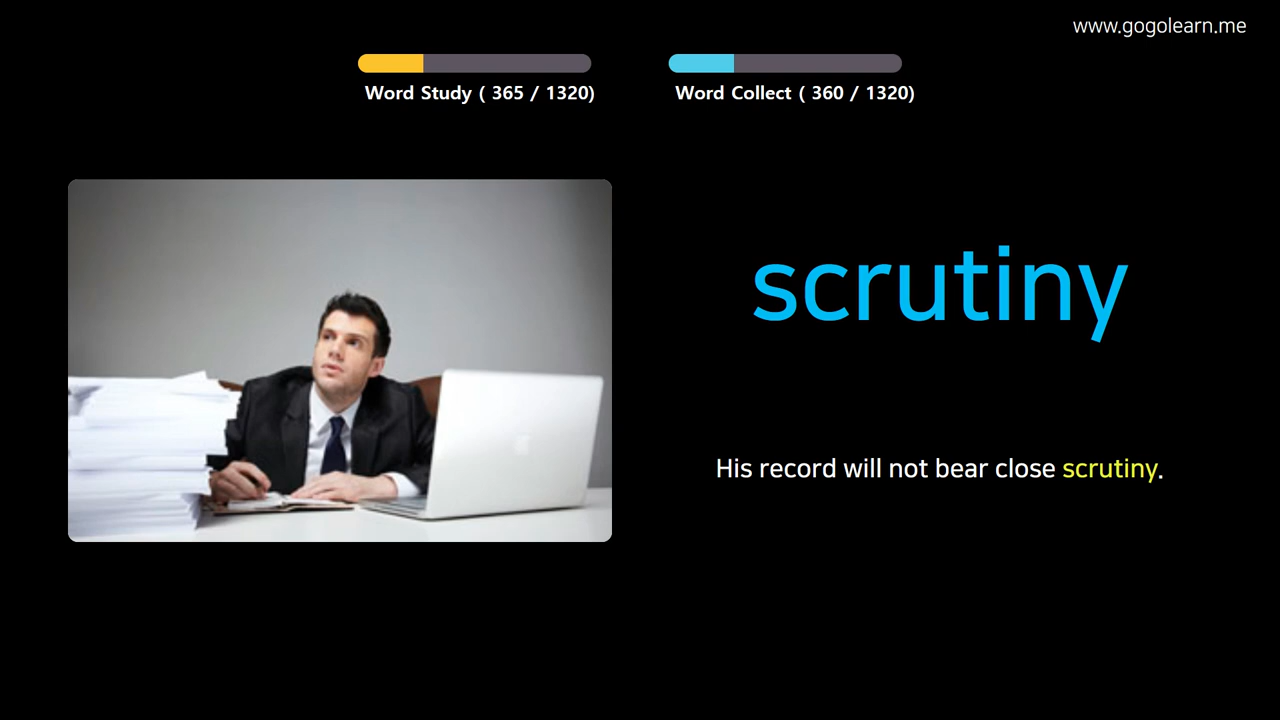 www.gogolearn.me
Word Study ( 365 / 1320)
Word Collect ( 360 / 1320)
scrutiny
His record will not bear close scrutiny.